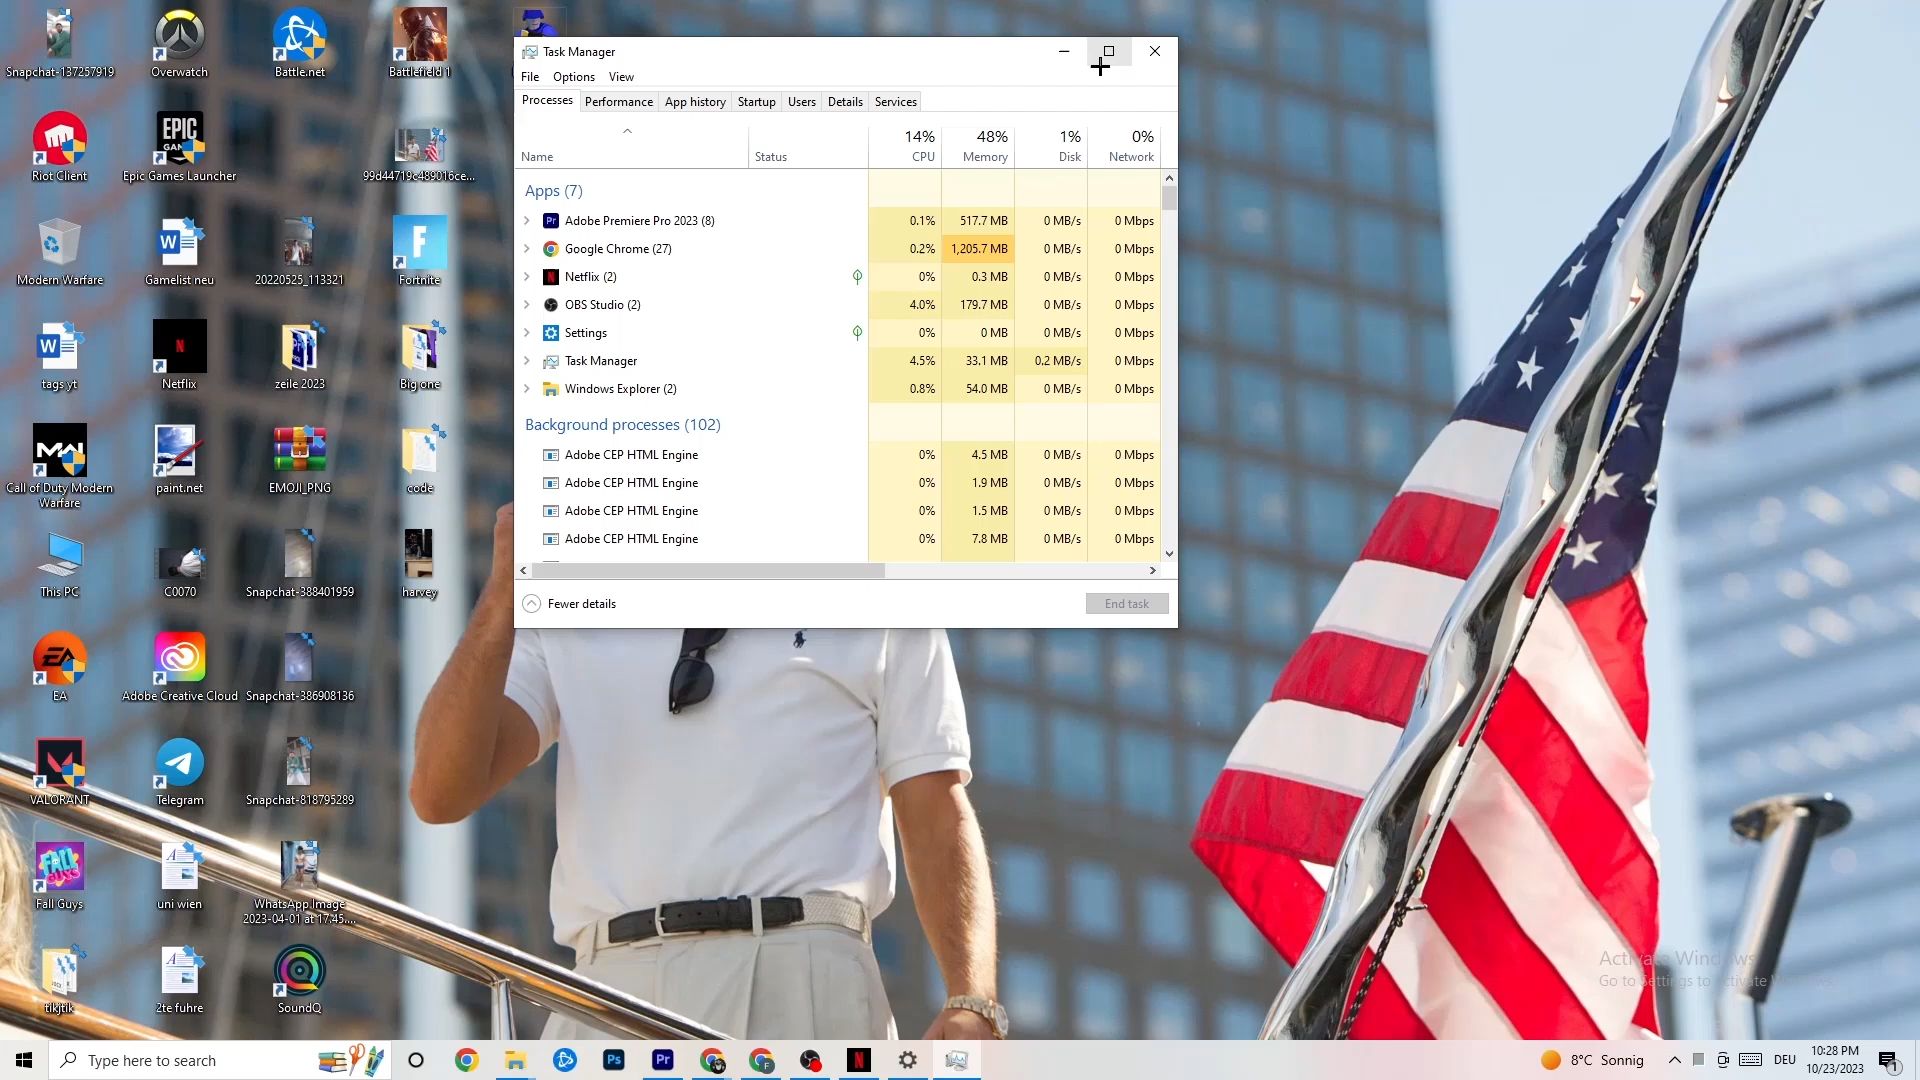 Snapchat-137257919
Overwatch
Battle.net
Battlefield 1
Riot Client
EPIC
Epic Games Launcher
99d44719c489016ce...
Modern Warfare
Gamelist neu
20220525_113321
Fortnite
tags yt
Netflix
zeile 2023
Big one
Call of Duty Modern
Warfare
paint.net
EMOJI_PNG
code
This PC
C0070
Snapchat-388401959
harvey
EA
Adobe Creative Cloud
Snapchat-386908136
VALORANT
Telegram
Snapchat-818795289
FALL
GUYS
Fall Guys
uni wien
WhatsApp Image
2023-04-01 at 17.45....
tikjtik
2te fuhre
SoundQ
Task Manager
File Options View
Processes Performance App history Startup Users Details Services
14% 48% 1% 0%
Name Status CPU Memory Disk Network
Apps (7)
Adobe Premiere Pro 2023 (8) 0.1% 517.7 MB 0 MB/s 0 Mbps
Google Chrome (27) 0.2% 1,205.7 MB 0 MB/s 0 Mbps
Netflix (2) 0% 0.3 MB 0 MB/s 0 Mbps
OBS Studio (2) 4.0% 179.7 MB 0 MB/s 0 Mbps
Settings 0% 0 MB 0 MB/s 0 Mbps
Task Manager 4.5% 33.1 MB 0.2 MB/s 0 Mbps
Windows Explorer (2) 0.8% 54.0 MB 0 MB/s 0 Mbps
Background processes (102)
Adobe CEP HTML Engine 0% 4.5 MB 0 MB/s 0 Mbps
Adobe CEP HTML Engine 0% 1.9 MB 0 MB/s 0 Mbps
Adobe CEP HTML Engine 0% 1.5 MB 0 MB/s 0 Mbps
Adobe CEP HTML Engine 0% 7.8 MB 0 MB/s 0 Mbps
Fewer details
End task
Activate Windows
Go to Settings to activate
Type here to search
8°C Sonnig
DEU
10:28 PM
10/23/2023
1